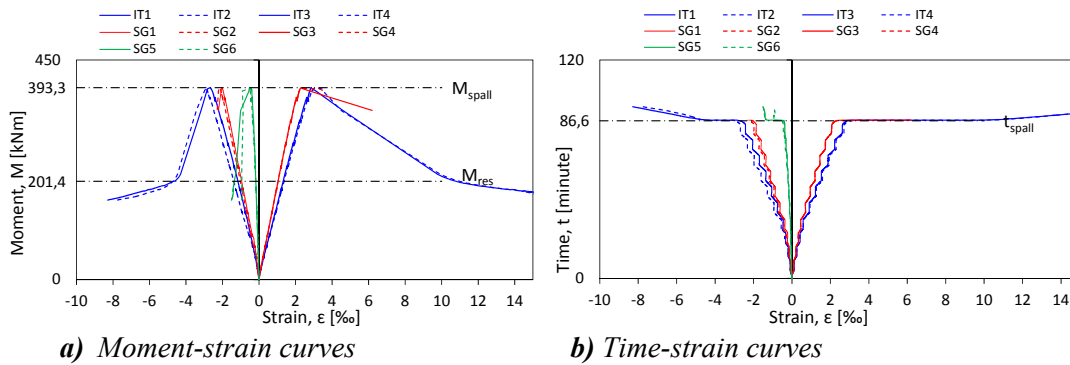 IT1 IT2 IT3 IT4
SG1 SG2 SG3 SG4
SG5 SG6
Moment, M [kNm]
450
393,3
201,4
0
M_spall
M_res
-10 -8 -6 -4 -2 0 2 4 6 8 10 12 14
Strain, ε [‰]
a) Moment-strain curves
IT1 IT2 IT3 IT4
SG1 SG2 SG3 SG4
SG5 SG6
Time, t [minute]
120
86,6
0
t_spall
-10 -8 -6 -4 -2 0 2 4 6 8 10 12 14
Strain, ε [‰]
b) Time-strain curves